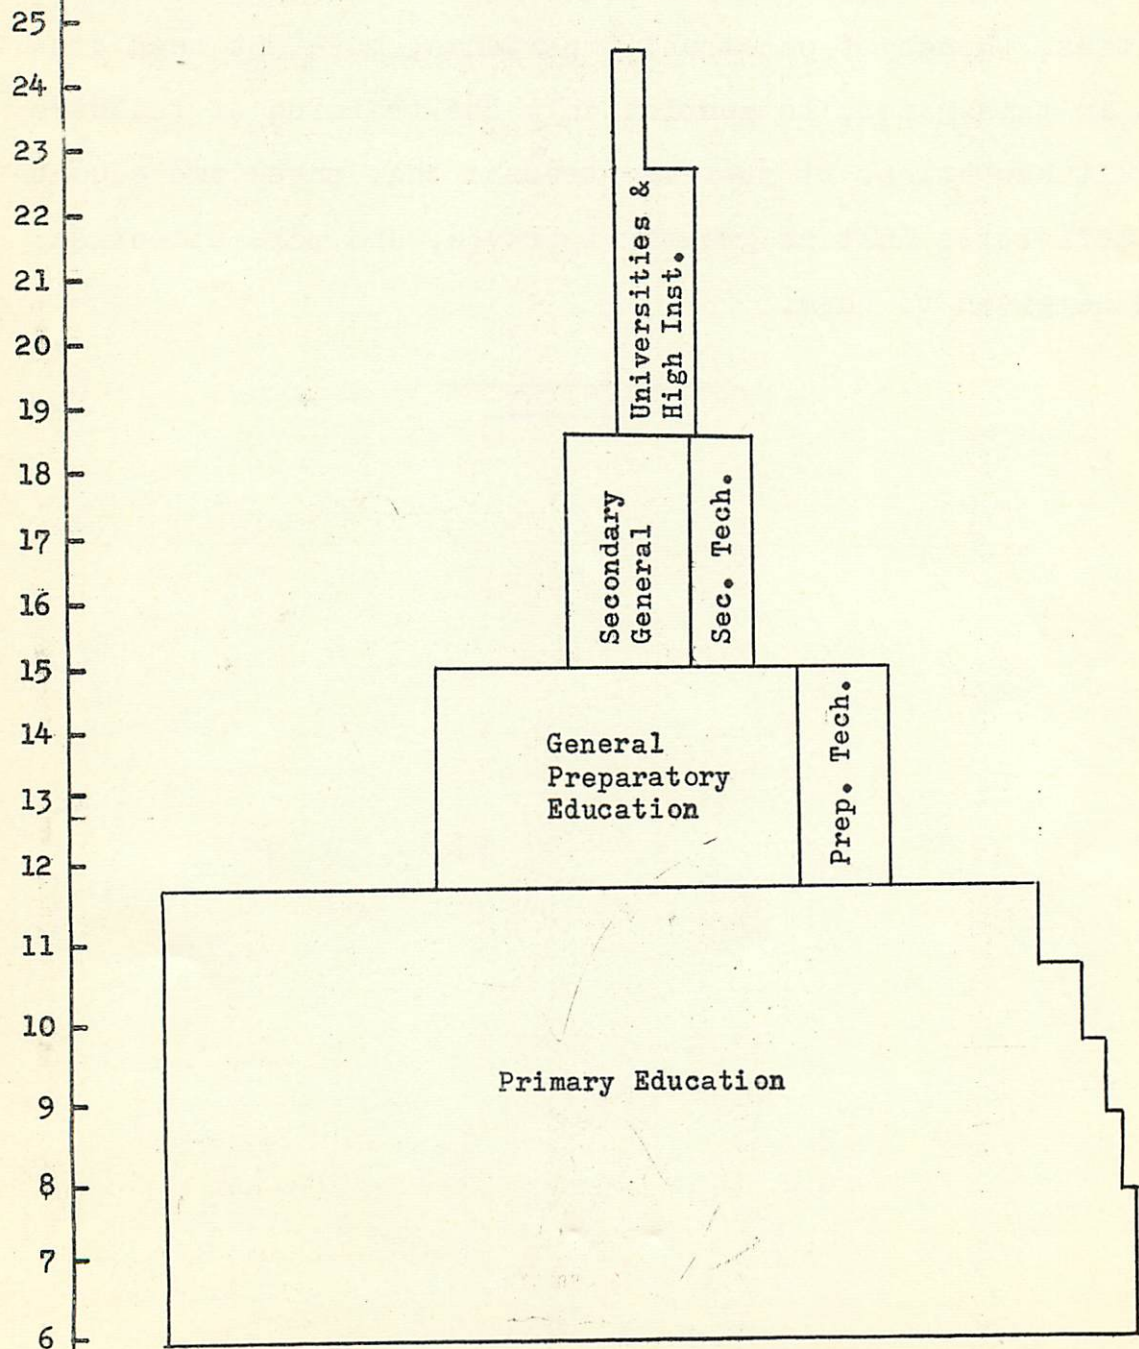 25
24
23
22
21
20
19
18
17
16
15
14
13
12
11
10
9
8
7
6
Universities &
High Inst.
Secondary
General
Sec. Tech.
General
Preparatory
Education
Prep. Tech.
Primary Education